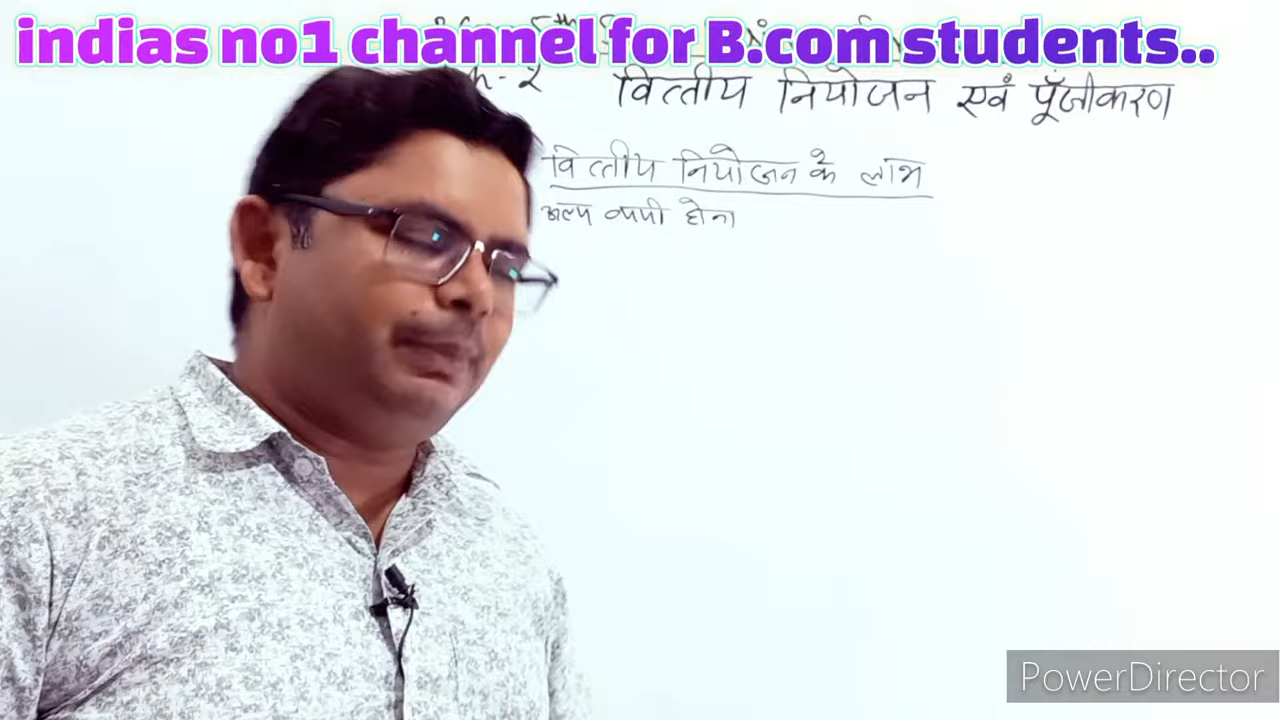 indias no1 channel for B.com students..
वित्तीय नियोजन एवं पूँजीकरण
वित्तीय नियोजन के लाभ
अल्प व्ययी होना
PowerDirector